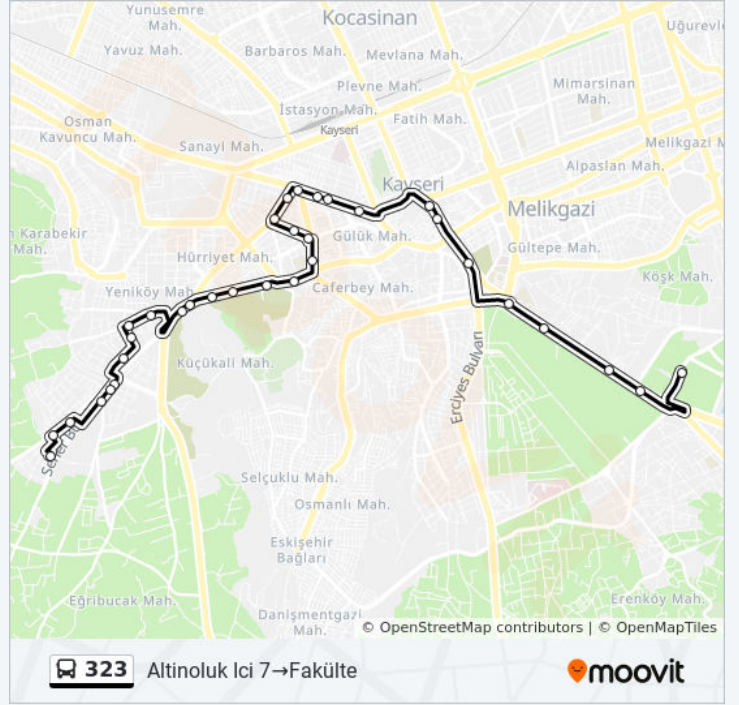 Yunusemre
Mah.
Kocasinan
Yavuz Mah.
Barbaros Mah.
Mevlana Mah.
Plevne Mah.
Mimarsinan
Mah.
İstasyon Mah.
Osman
Kavuncu Mah.
Kayseri
Fatih Mah.
Sanayi Mah.
Melikgazi
Alpaslan Mah.
Kayseri
Melikgazi
Karabekir
Mah.
Gülük Mah.
Gültepe Mah.
Hürriyet Mah.
Köşk Mah.
Yeniköy Mah.
Caferbey Mah.
Küçükali Mah.
Erciyes Bulvarı
Selçuklu Mah.
Osmanlı Mah.
Eskişehir
Bağları
Eğribucak Mah.
Erenköy Mah.
Danişmentgazi
Mah.
© OpenStreetMap contributors | © OpenMapTiles
323 Altinoluk Ici 7→Fakülte
moovit